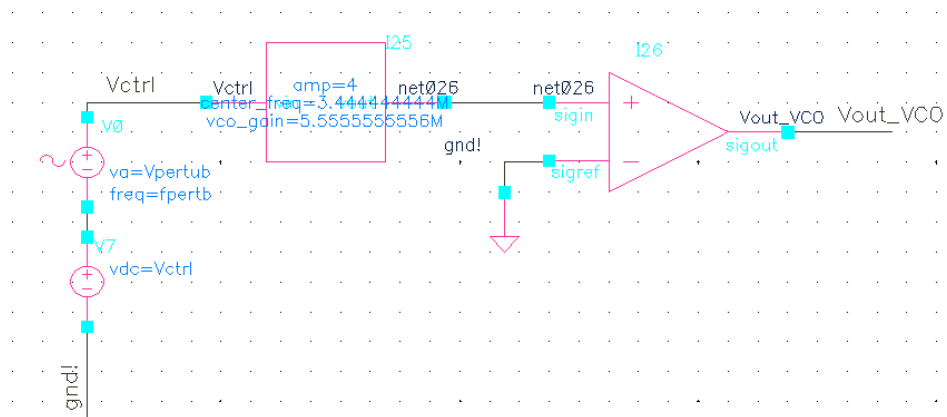 I25
I26
Vctrl
Vctrl
amp=4
net026
net026
center_freq=3.444444444M
vco_gain=5.5555555556M
sigin
Vout_VCO
Vout_VCO
V0
gnd!
sigout
sigref
va=Vpertub
freq=fpertb
V7
vdc=Vctrl
gnd!